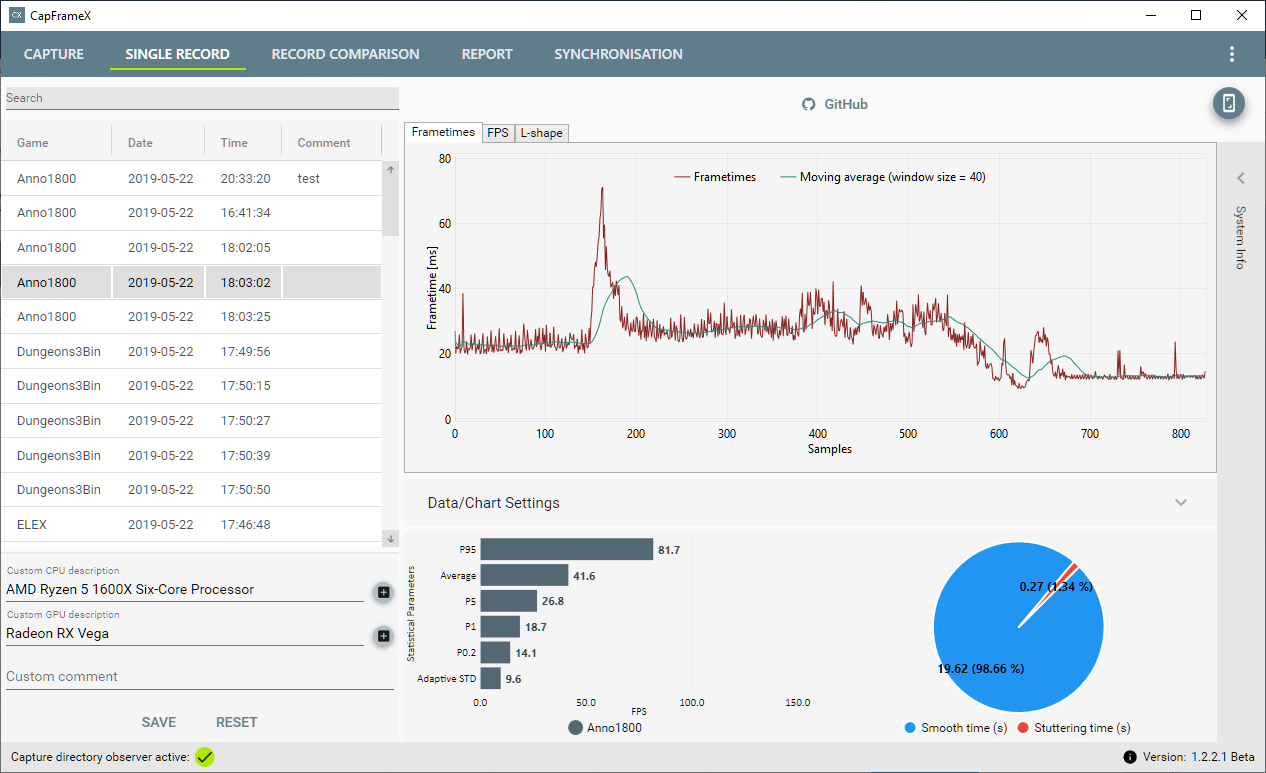 CX CapFrameX
CAPTURE SINGLE RECORD RECORD COMPARISON REPORT SYNCHRONISATION
Search
GitHub
Game Date Time Comment
Anno1800 2019-05-22 20:33:20 test
Anno1800 2019-05-22 16:41:34
Anno1800 2019-05-22 18:02:05
Anno1800 2019-05-22 18:03:02
Anno1800 2019-05-22 18:03:25
Dungeons3Bin 2019-05-22 17:49:56
Dungeons3Bin 2019-05-22 17:50:15
Dungeons3Bin 2019-05-22 17:50:27
Dungeons3Bin 2019-05-22 17:50:39
Dungeons3Bin 2019-05-22 17:50:50
ELEX 2019-05-22 17:46:48
Custom CPU description
AMD Ryzen 5 1600X Six-Core Processor
Custom GPU description
Radeon RX Vega
Custom comment
SAVE RESET
Frametimes FPS L-shape
Frametimes Moving average (window size = 40)
Frametime [ms]
80
60
40
20
0
0 100 200 300 400 500 600 700 800
Samples
System Info
Data/Chart Settings
Statistical Parameters
P95 81.7
Average 41.6
P5 26.8
P1 18.7
P0.2 14.1
Adaptive STD 9.6
0.0 50.0 100.0 150.0
FPS
Anno1800
0.27 (1.34 %)
19.62 (98.66 %)
Smooth time (s) Stuttering time (s)
Capture directory observer active:
Version: 1.2.2.1 Beta